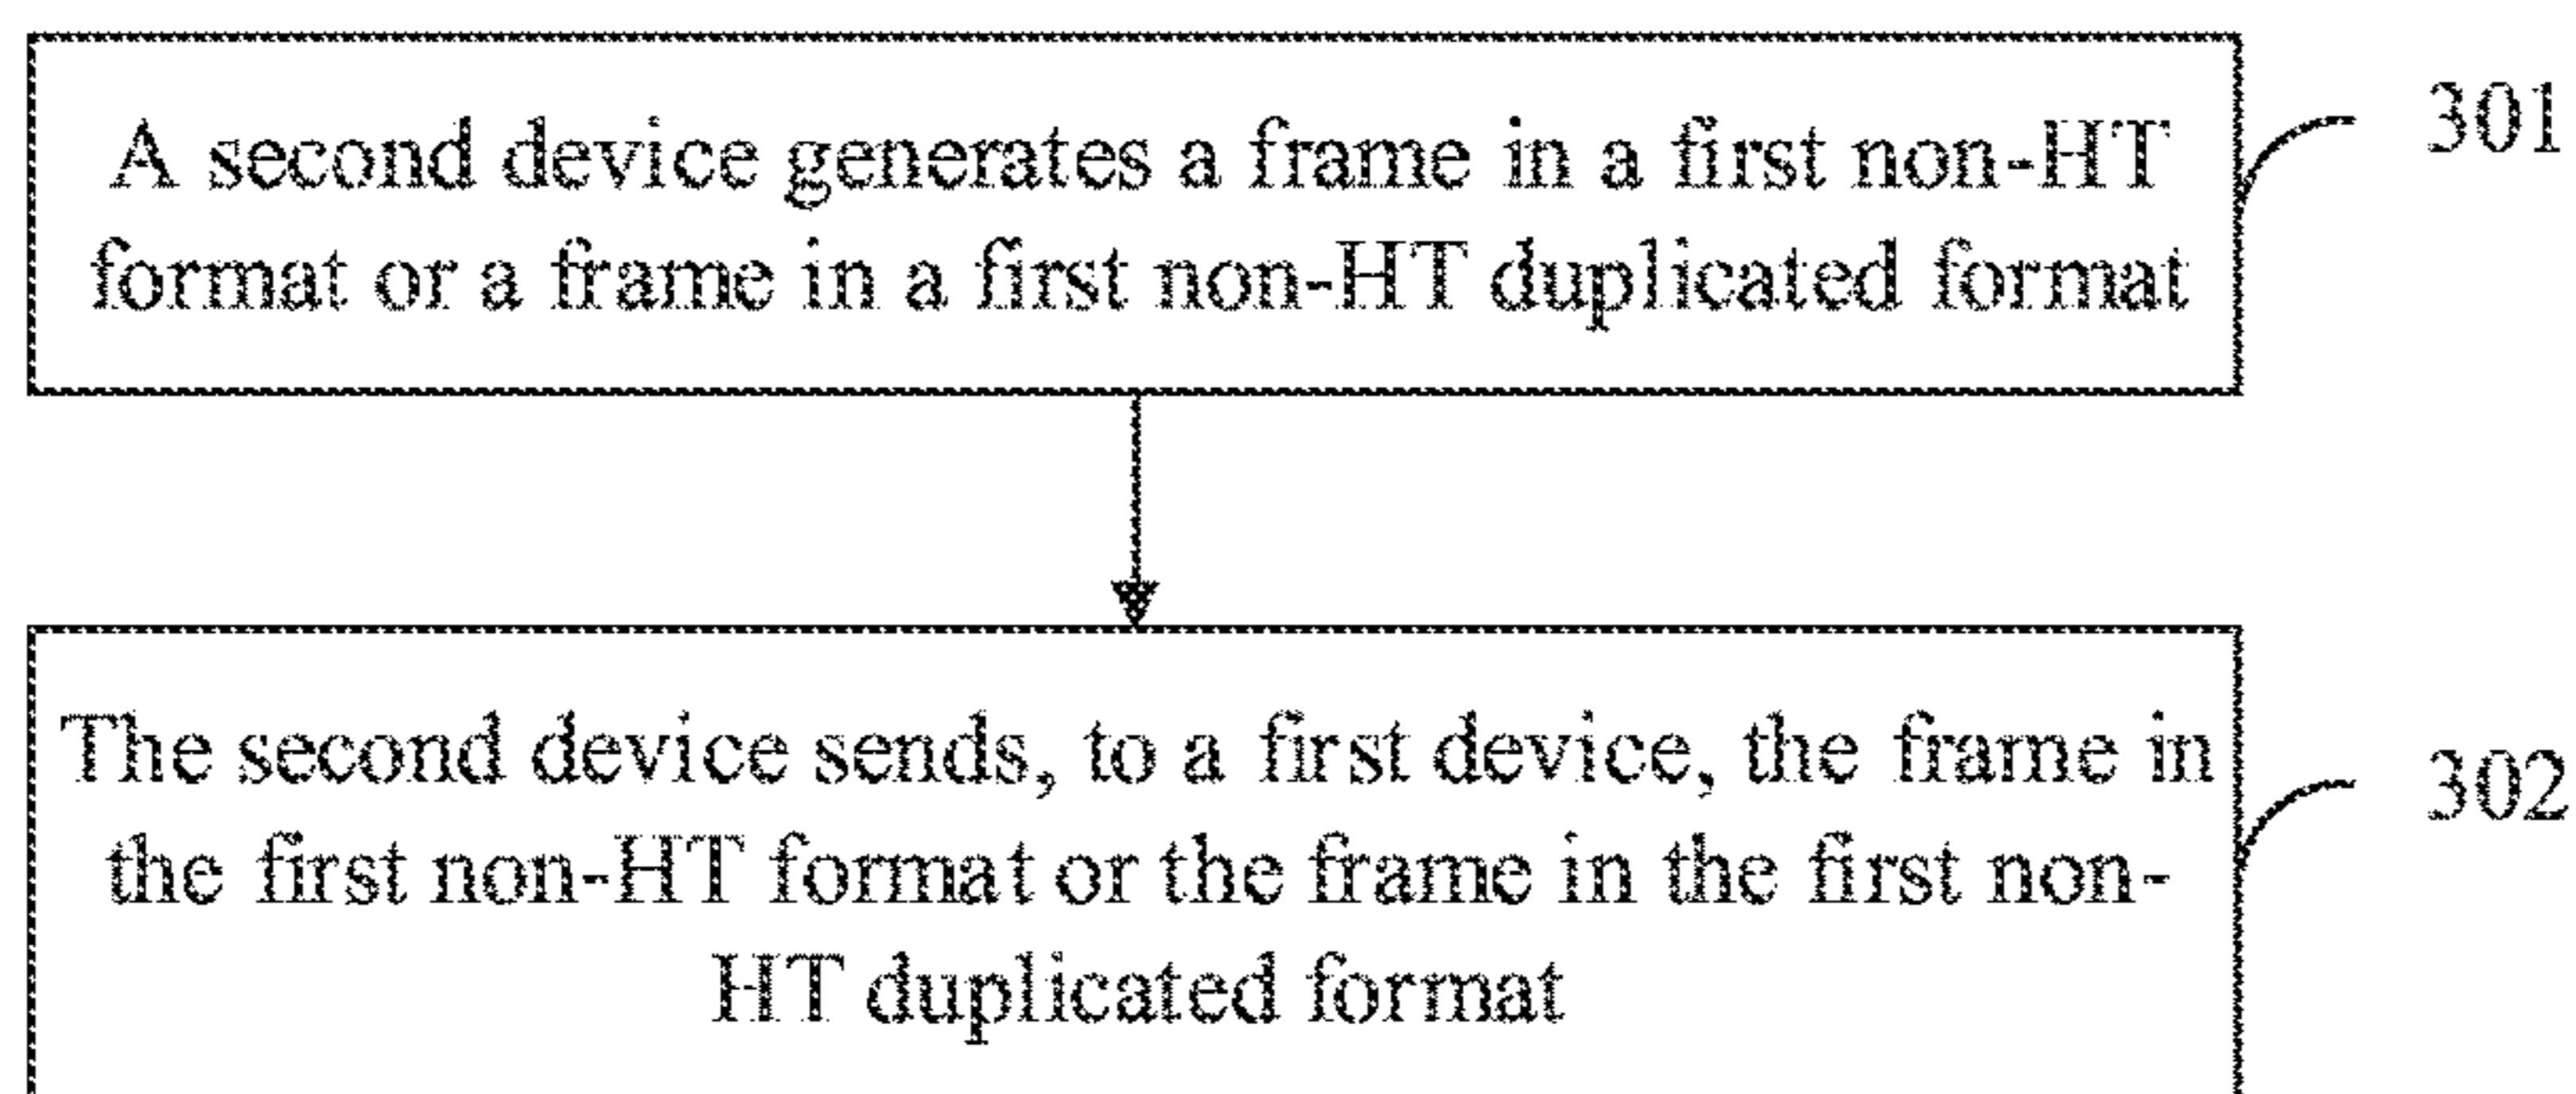 A second device generates a frame in a first non-HT
format or a frame in a first non-HT duplicated format
301
The second device sends, to a first device, the frame in
the first non-HT format or the frame in the first non-
HT duplicated format
302